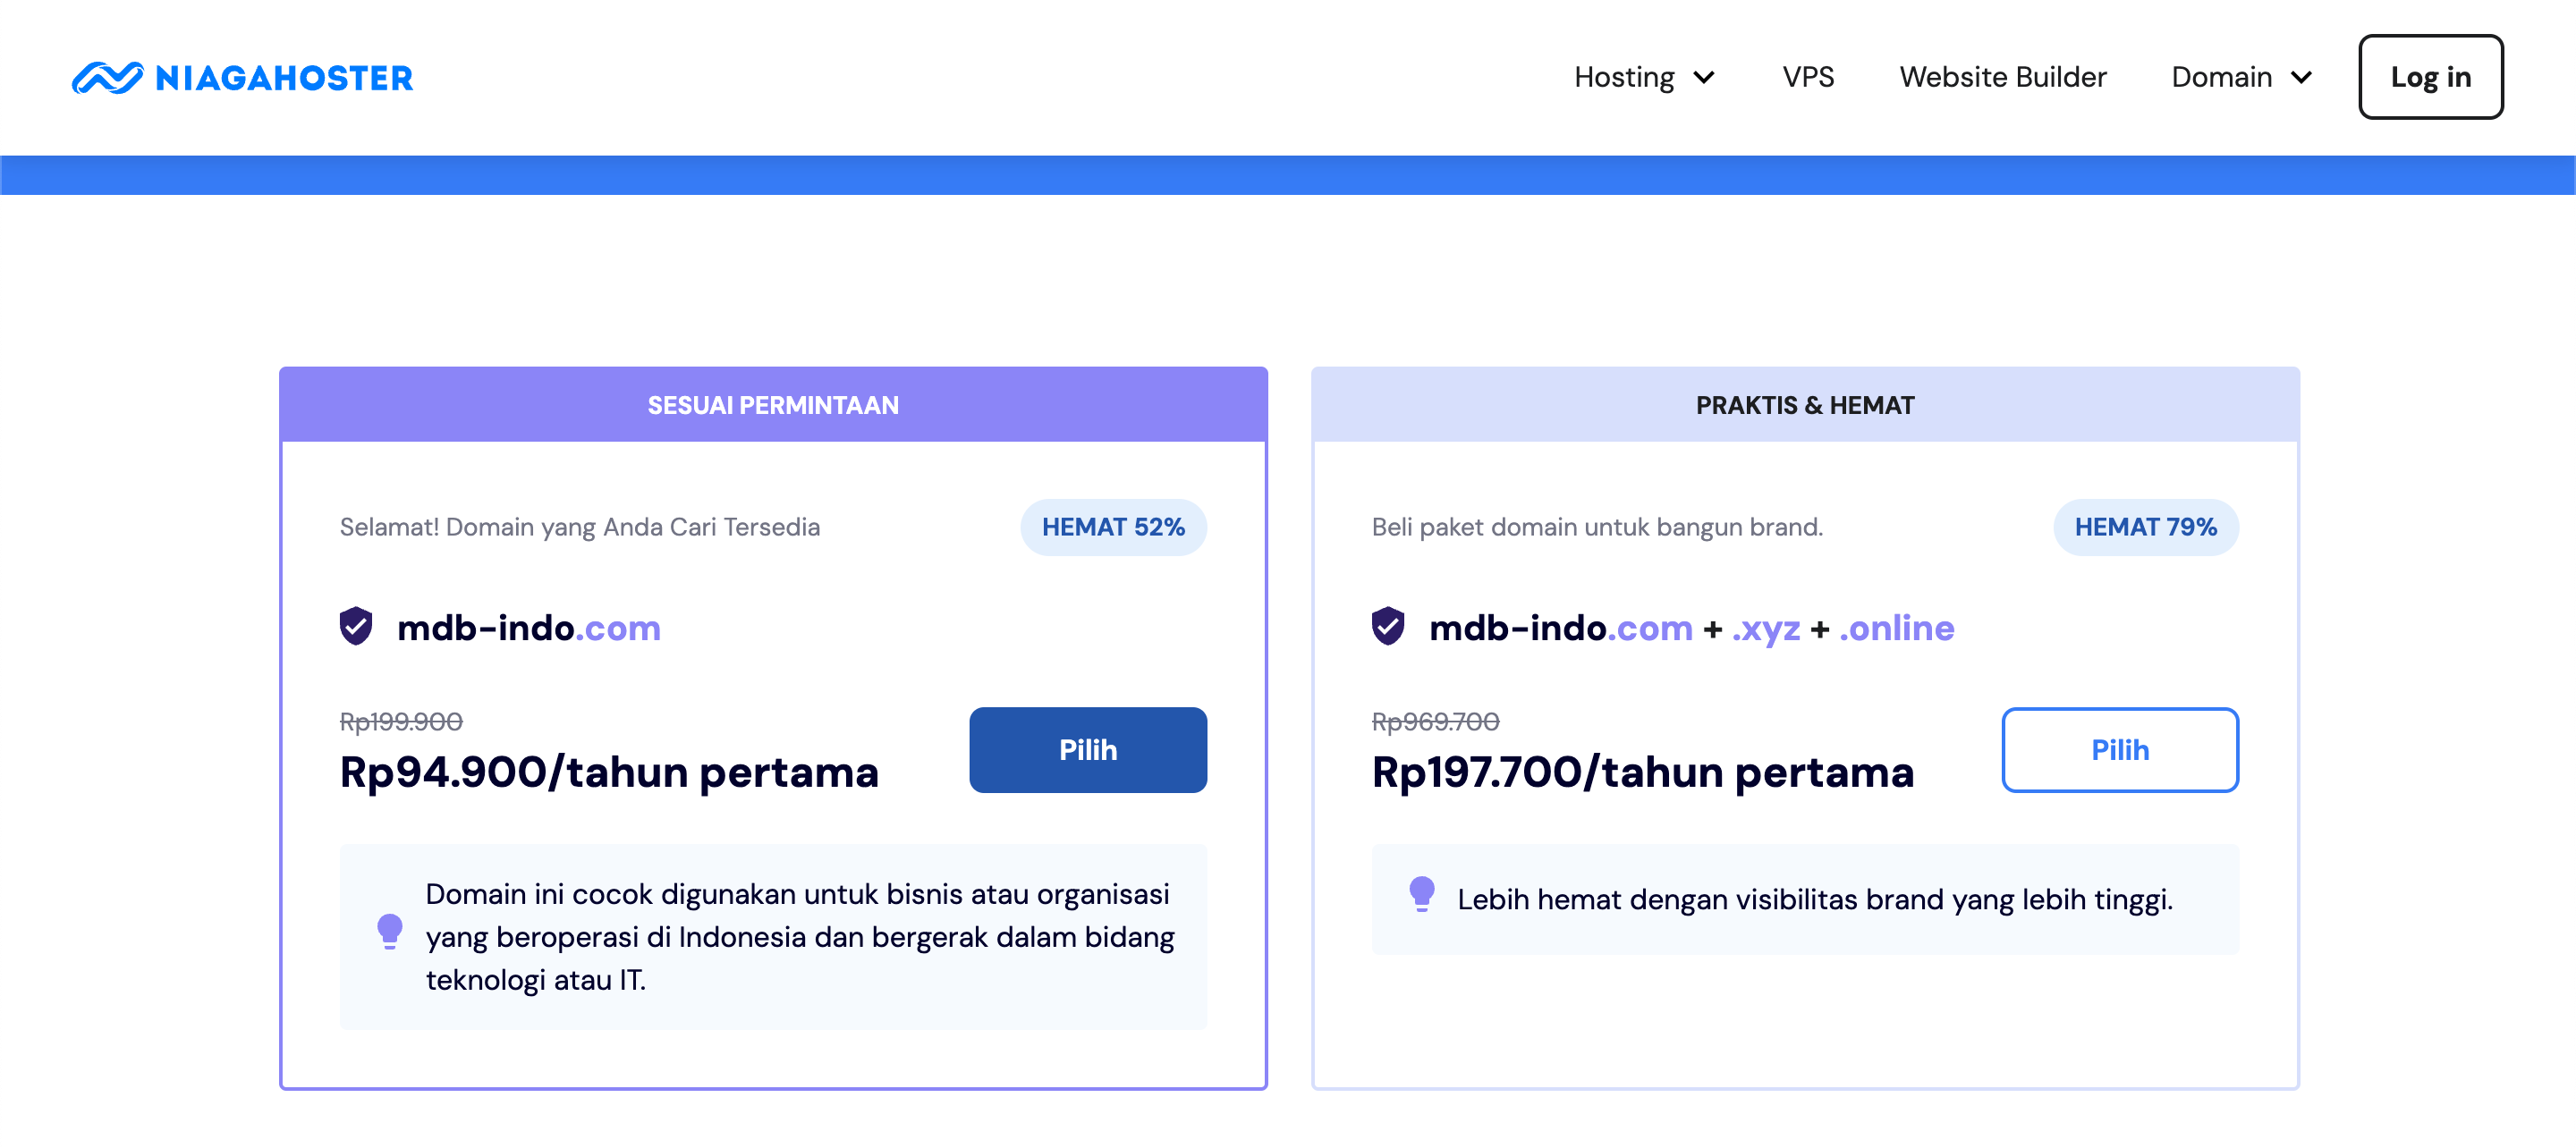 NIAGAHOSTER
Hosting VPS Website Builder Domain Log in
SESUAI PERMINTAAN
Selamat! Domain yang Anda Cari Tersedia
HEMAT 52%
mdb-indo.com
Rp199.900
Rp94.900/tahun pertama
Pilih
Domain ini cocok digunakan untuk bisnis atau organisasi
yang beroperasi di Indonesia dan bergerak dalam bidang
teknologi atau IT.
PRAKTIS & HEMAT
Beli paket domain untuk bangun brand.
HEMAT 79%
mdb-indo.com + .xyz + .online
Rp969.700
Rp197.700/tahun pertama
Pilih
Lebih hemat dengan visibilitas brand yang lebih tinggi.